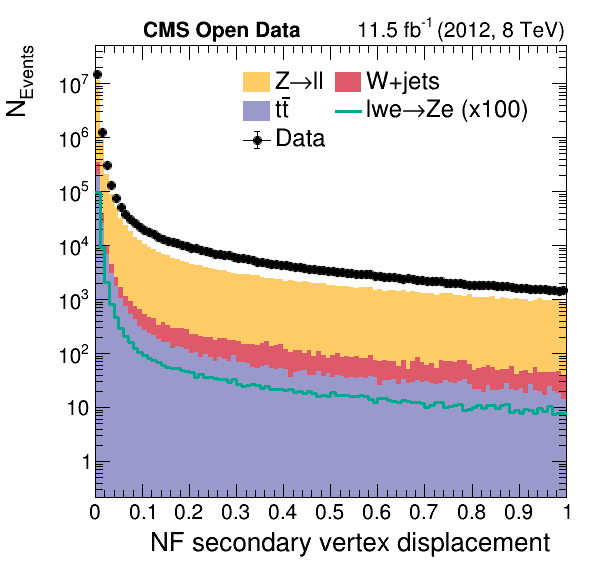 CMS Open Data 11.5 fb⁻¹ (2012, 8 TeV)
N_Events
Z→ll W+jets
tt̄ lwe→Ze (x100)
Data
10⁷
10⁶
10⁵
10⁴
10³
10²
10
1
0 0.1 0.2 0.3 0.4 0.5 0.6 0.7 0.8 0.9 1
NF secondary vertex displacement